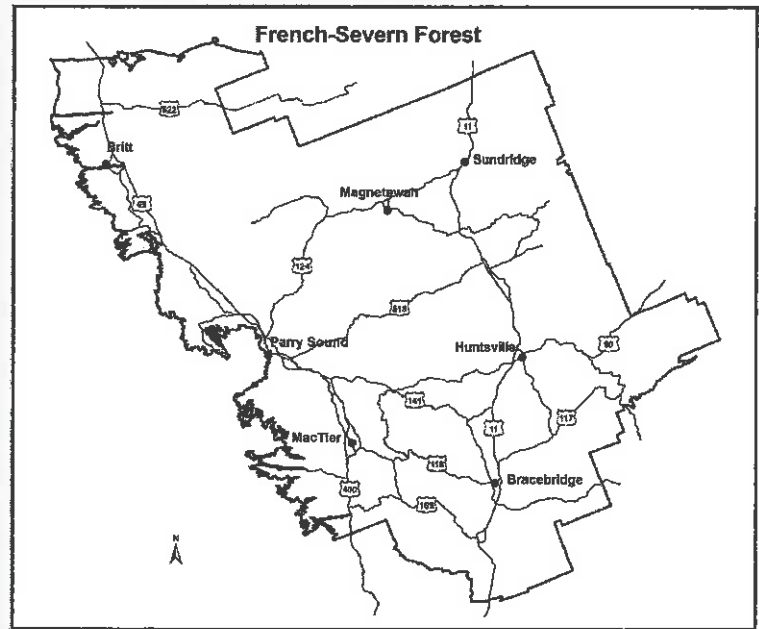 French-Severn Forest
522
11
Britt
Sundridge
Magnetawan
69
124
518
Parry Sound
Huntsville
60
141
117
11
MacTier
118
Bracebridge
400
169
N